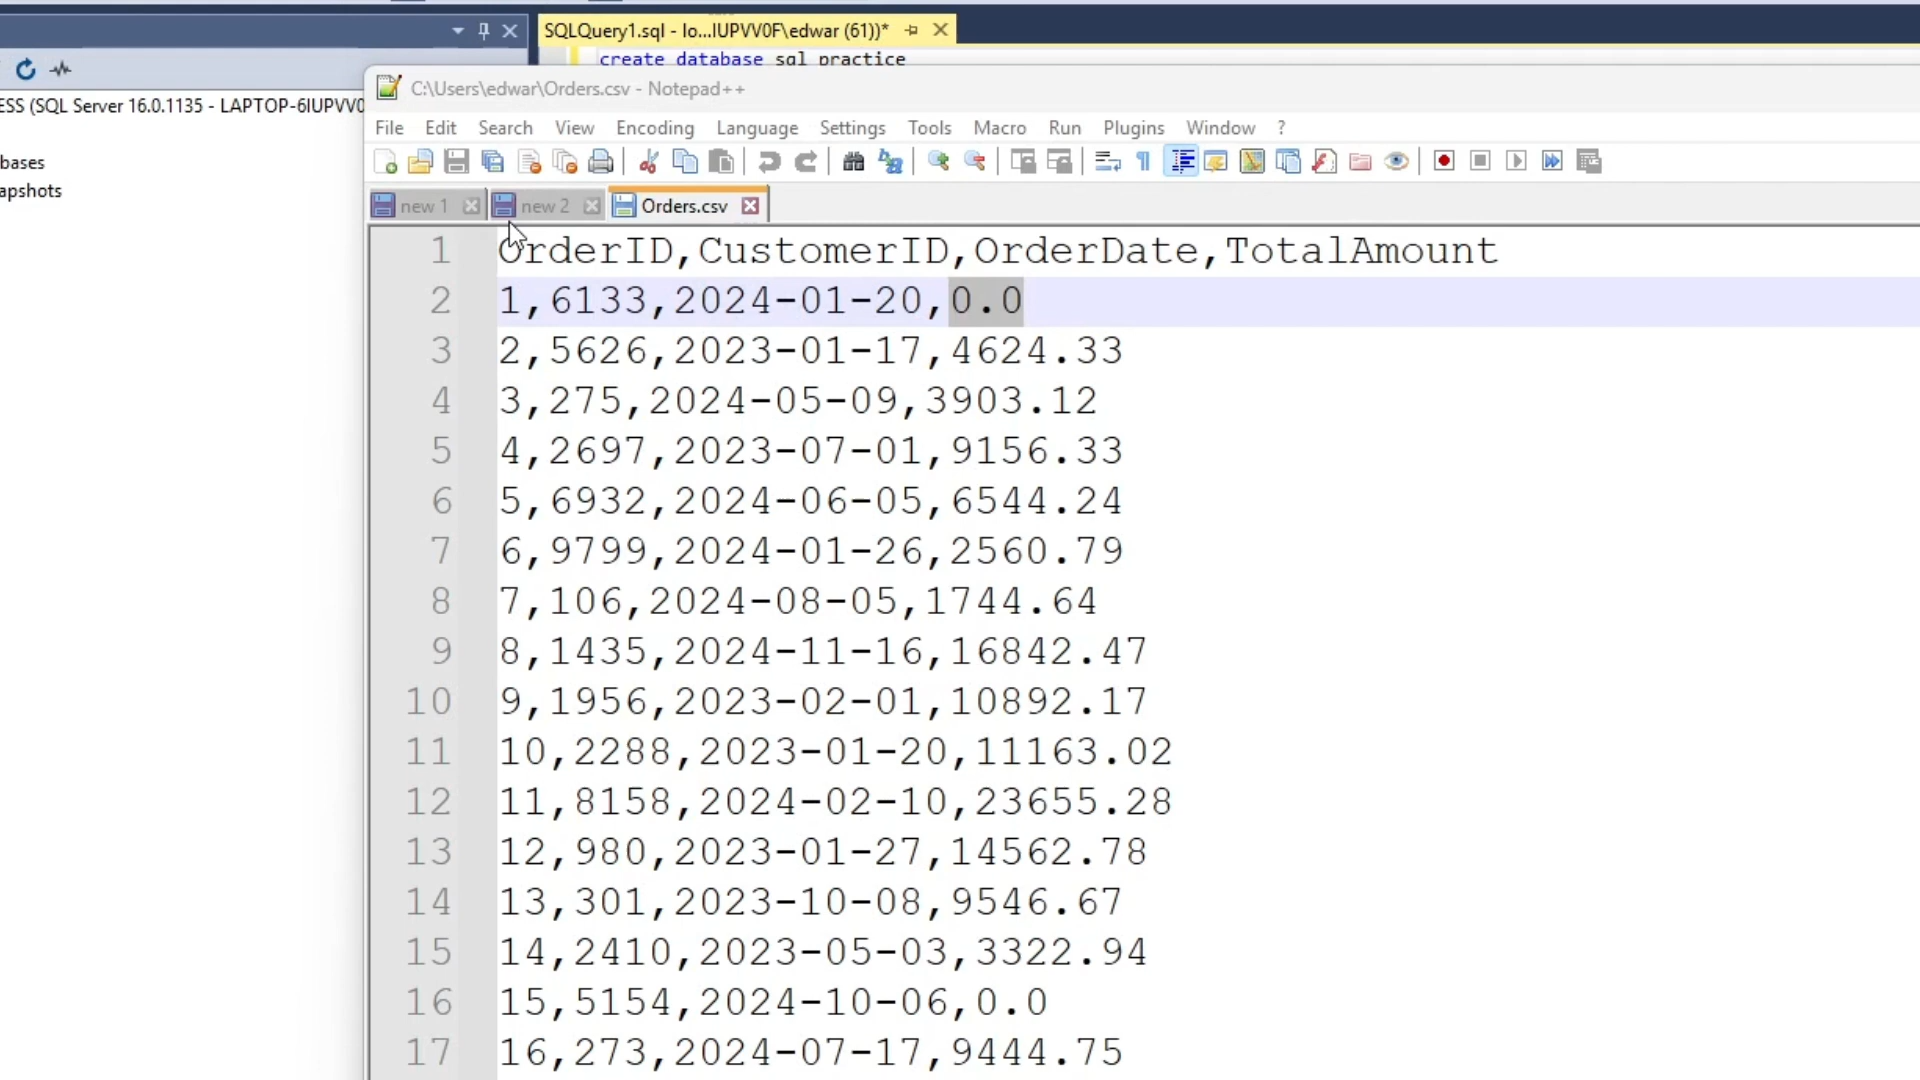 SQLQuery1.sql - lo...IUPVV0F\edwar (61))*
create database sql practice
ESS (SQL Server 16.0.1135 - LAPTOP-6IUPVV0
bases
apshots
C:\Users\edwar\Orders.csv - Notepad++
File Edit Search View Encoding Language Settings Tools Macro Run Plugins Window ?
new 1 new 2 Orders.csv
1 OrderID,CustomerID,OrderDate,TotalAmount
2 1,6133,2024-01-20,0.0
3 2,5626,2023-01-17,4624.33
4 3,275,2024-05-09,3903.12
5 4,2697,2023-07-01,9156.33
6 5,6932,2024-06-05,6544.24
7 6,9799,2024-01-26,2560.79
8 7,106,2024-08-05,1744.64
9 8,1435,2024-11-16,16842.47
10 9,1956,2023-02-01,10892.17
11 10,2288,2023-01-20,11163.02
12 11,8158,2024-02-10,23655.28
13 12,980,2023-01-27,14562.78
14 13,301,2023-10-08,9546.67
15 14,2410,2023-05-03,3322.94
16 15,5154,2024-10-06,0.0
17 16,273,2024-07-17,9444.75